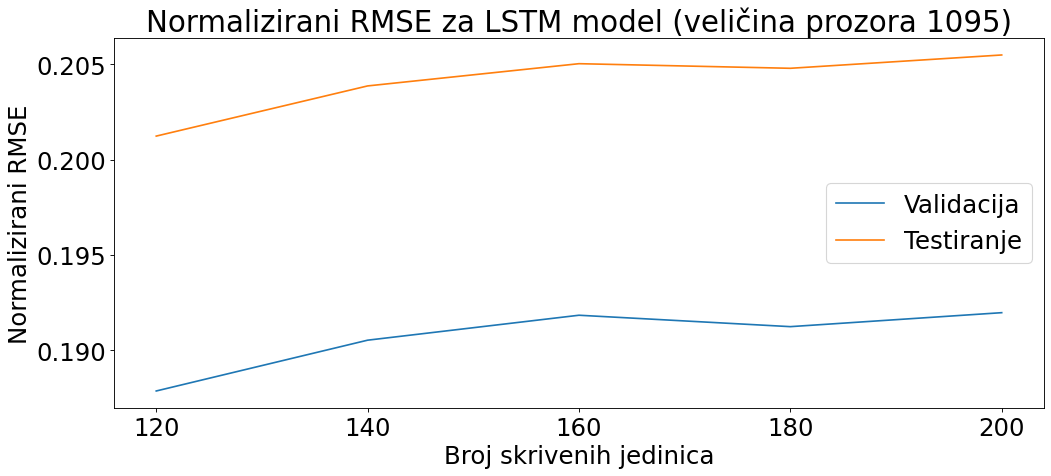 Normalizirani RMSE za LSTM model (veličina prozora 1095)
Normalizirani RMSE
0.205
0.200
0.195
0.190
Validacija
Testiranje
120 140 160 180 200
Broj skrivenih jedinica